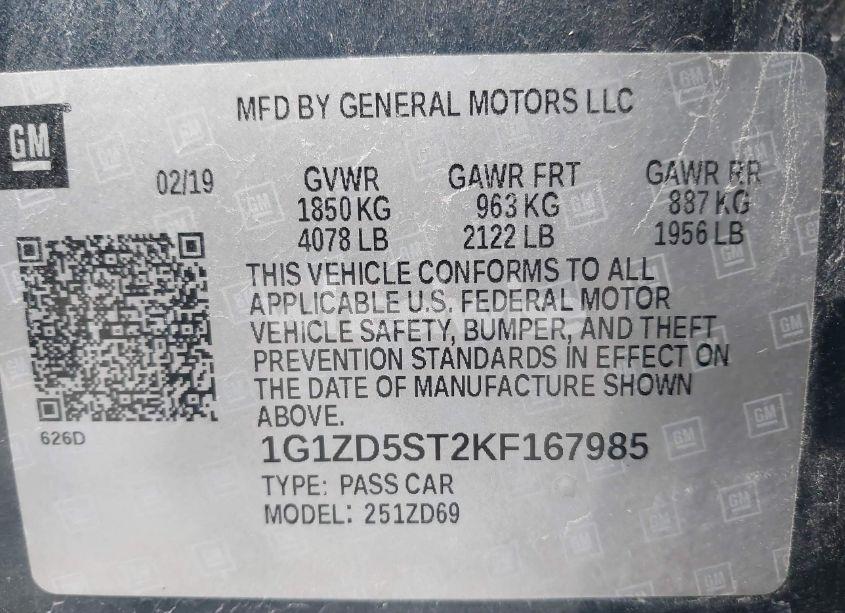 MFD BY GENERAL MOTORS LLC
GM
02/19 GVWR GAWR FRT GAWR RR
1850 KG 963 KG 887 KG
4078 LB 2122 LB 1956 LB
THIS VEHICLE CONFORMS TO ALL
APPLICABLE U.S. FEDERAL MOTOR
VEHICLE SAFETY, BUMPER, AND THEFT
PREVENTION STANDARDS IN EFFECT ON
THE DATE OF MANUFACTURE SHOWN
ABOVE.
626D
1G1ZD5ST2KF167985
TYPE: PASS CAR
MODEL: 251ZD69